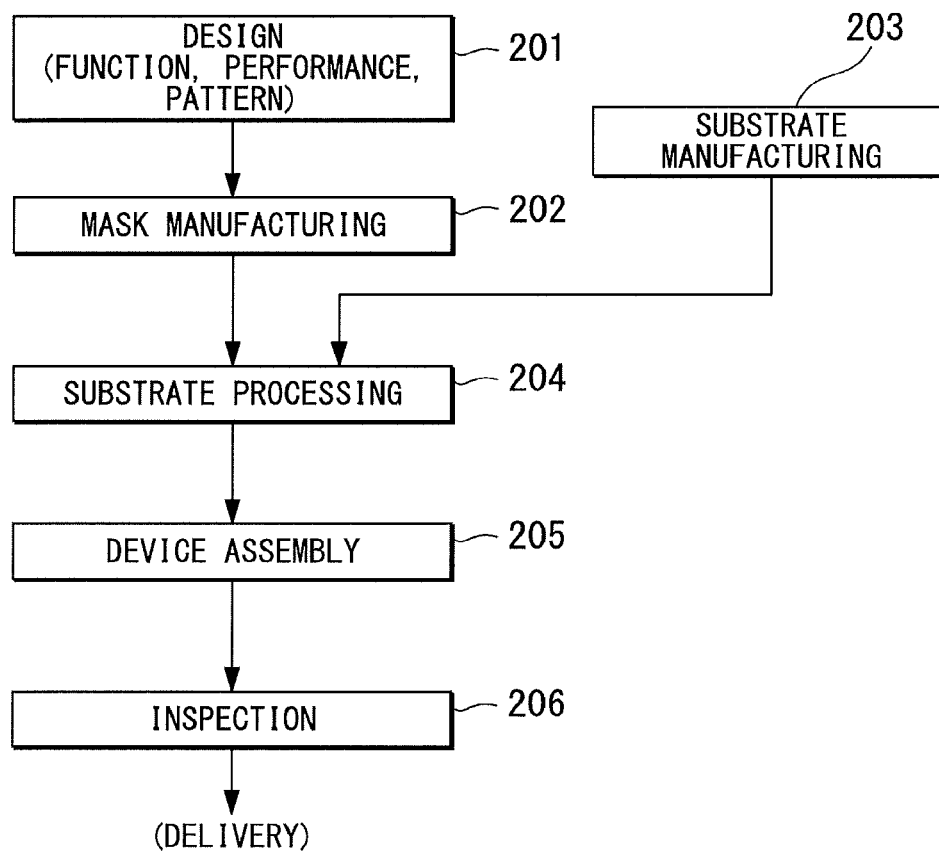 DESIGN
(FUNCTION, PERFORMANCE,
PATTERN)
201
203
SUBSTRATE
MANUFACTURING
MASK MANUFACTURING
202
SUBSTRATE PROCESSING
204
DEVICE ASSEMBLY
205
INSPECTION
206
(DELIVERY)